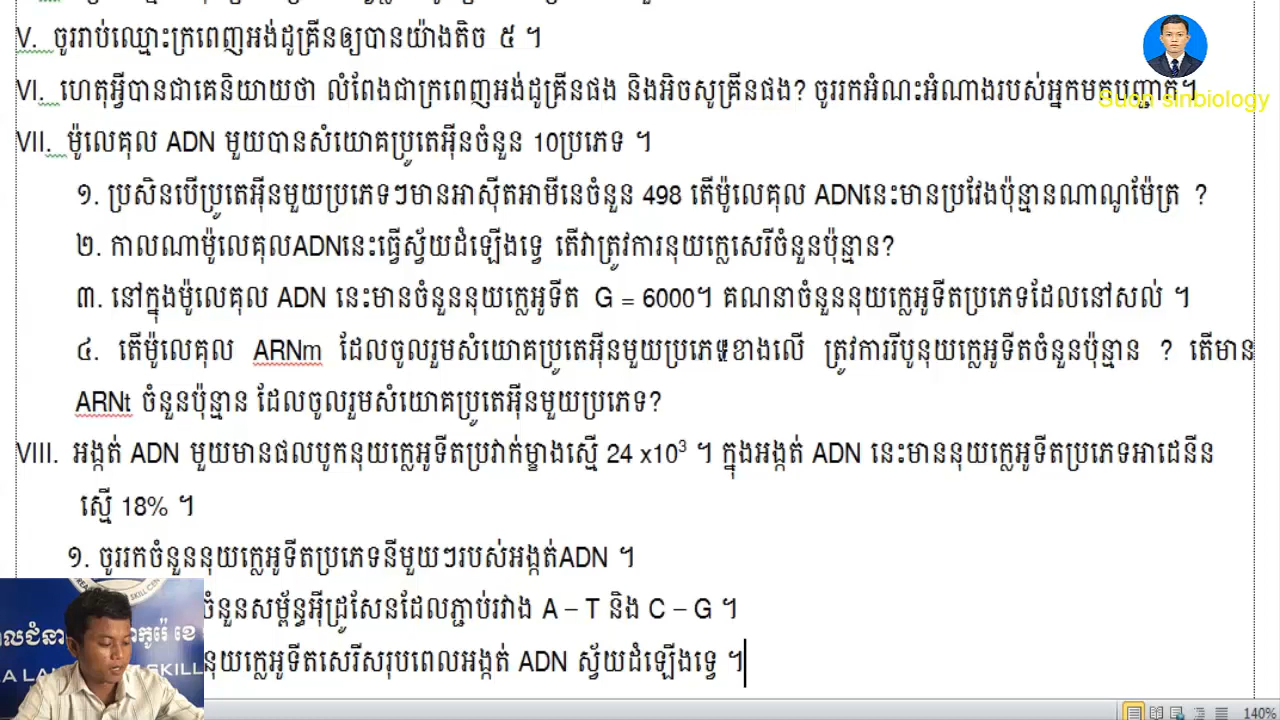 V. ចូររាប់ឈ្មោះក្រពេញអង់ដូគ្រីនឲ្យបានយ៉ាងតិច ៥ ។
VI. ហេតុអ្វីបានជាគេនិយាយថា លំពែងជាក្រពេញអង់ដូគ្រីនផង និងអិចសូគ្រីនផង? ចូររកអំណះអំណាងរបស់អ្នកមកបញ្ជាក់។
Suon sinbiology
VII. ម៉ូលេគុល ADN មួយបានសំយោគប្រូតេអ៊ីនចំនួន 10ប្រភេទ ។
១. ប្រសិនបើប្រូតេអ៊ីនមួយប្រភេទៗមានអាស៊ីតអាមីនេចំនួន 498 តើម៉ូលេគុល ADNនេះមានប្រវែងប៉ុន្មានណាណូម៉ែត្រ ?
២. កាលណាម៉ូលេគុលADNនេះធ្វើស្វ័យដំឡើងទ្វេ តើវាត្រូវការនុយក្លេសេរីចំនួនប៉ុន្មាន?
៣. នៅក្នុងម៉ូលេគុល ADN នេះមានចំនួននុយក្លេអូទីត G = 6000។ គណនាចំនួននុយក្លេអូទីតប្រភេទដែលនៅសល់ ។
៤. តើម៉ូលេគុល ARNm ដែលចូលរួមសំយោគប្រូតេអ៊ីនមួយប្រភេទខាងលើ ត្រូវការរីបូនុយក្លេអូទីតចំនួនប៉ុន្មាន ? តើមាន
ARNt ចំនួនប៉ុន្មាន ដែលចូលរួមសំយោគប្រូតេអ៊ីនមួយប្រភេទ?
VIII. អង្កត់ ADN មួយមានផលបូកនុយក្លេអូទីតប្រវាក់ម្ខាងស្មើ 24 x10³ ។ ក្នុងអង្កត់ ADN នេះមាននុយក្លេអូទីតប្រភេទអាដេនីន
ស្មើ 18% ។
១. ចូររកចំនួននុយក្លេអូទីតប្រភេទនីមួយៗរបស់អង្កត់ADN ។
ចំនួនសម្ព័ន្ធអ៊ីដ្រូសែនដែលភ្ជាប់រវាង A – T និង C – G ។
នុយក្លេអូទីតសេរីសរុបពេលអង្កត់ ADN ស្វ័យដំឡើងទ្វេ ។
140%